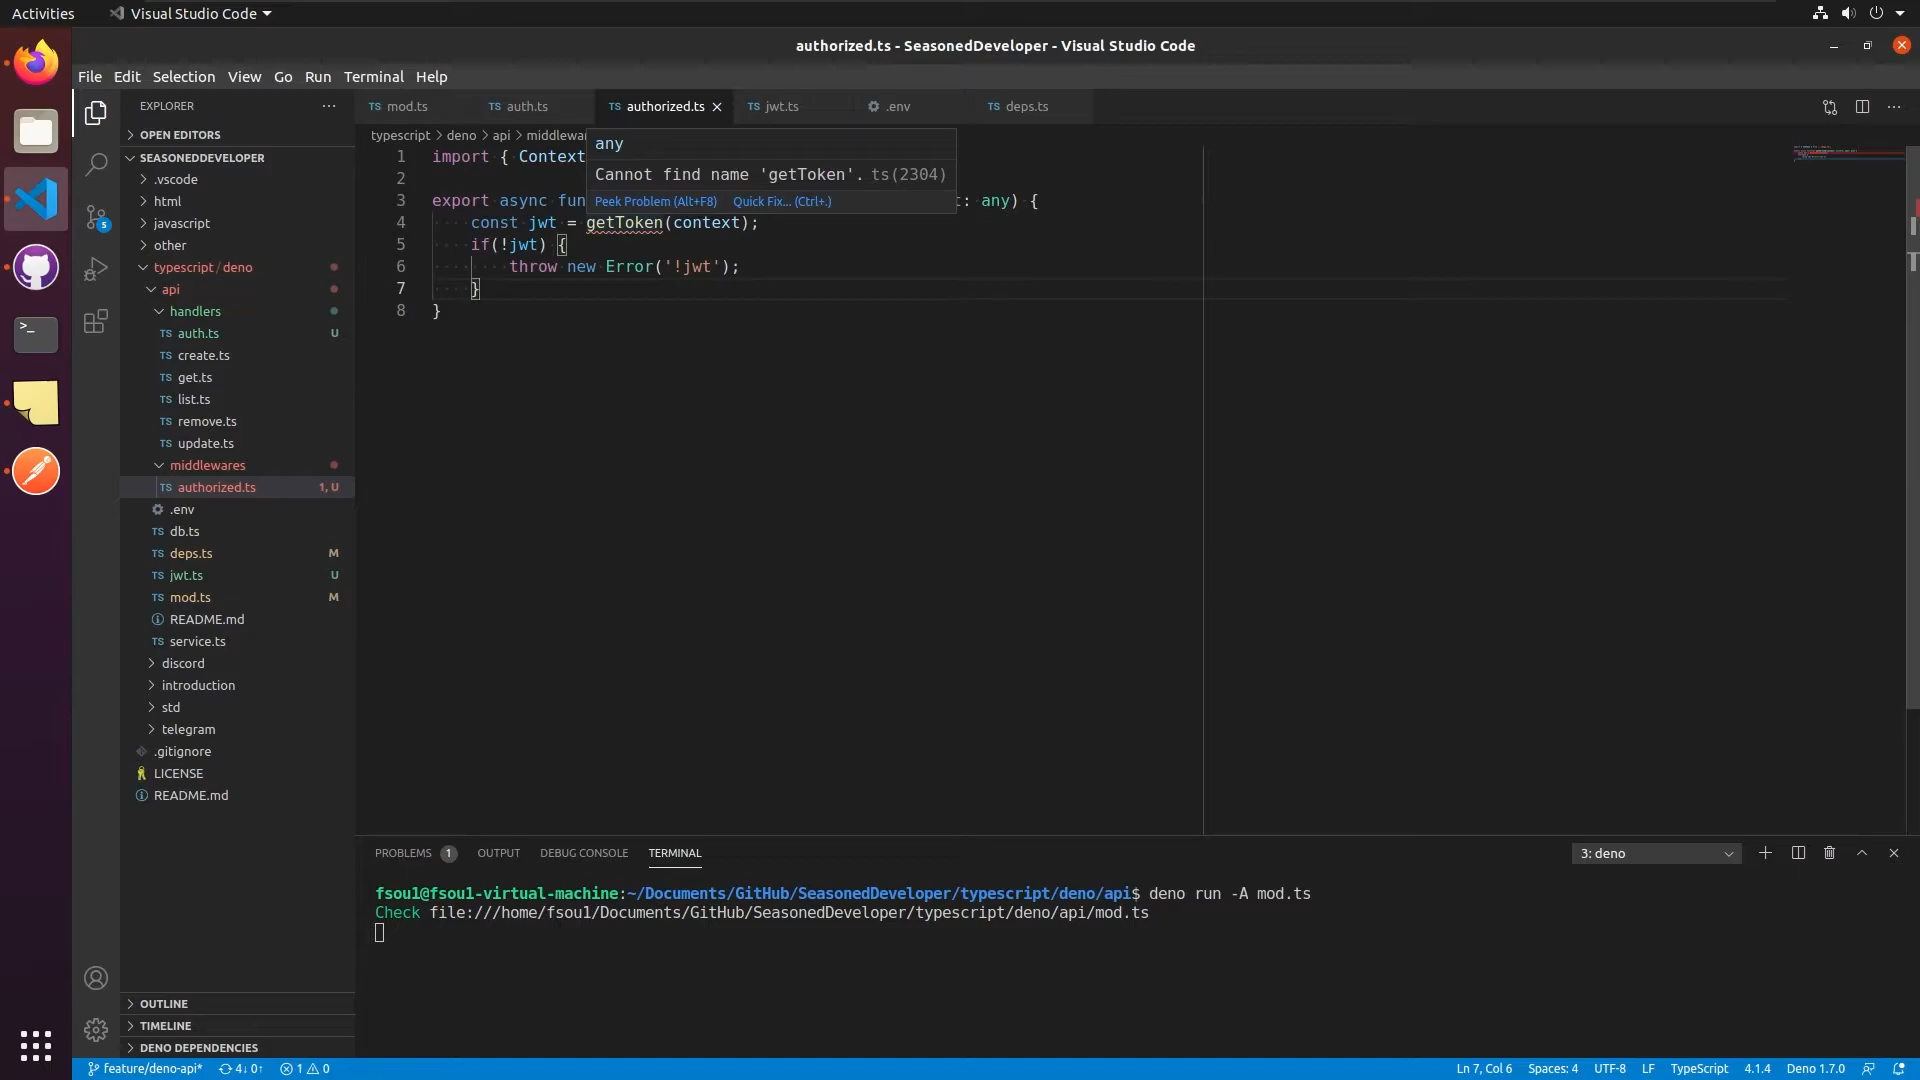 Activities
Visual Studio Code
authorized.ts - SeasonedDeveloper - Visual Studio Code
File Edit Selection View Go Run Terminal Help
EXPLORER
OPEN EDITORS
SEASONEDDEVELOPER
.vscode
html
javascript
other
typescript / deno
api
handlers
auth.ts U
create.ts
get.ts
list.ts
remove.ts
update.ts
middlewares
authorized.ts 1, U
.env
db.ts
deps.ts M
jwt.ts U
mod.ts M
README.md
service.ts
discord
introduction
std
telegram
.gitignore
LICENSE
README.md
OUTLINE
TIMELINE
DENO DEPENDENCIES
TS mod.ts TS auth.ts TS authorized.ts TS jwt.ts .env TS deps.ts
typescript > deno > api > middlewa
any
Cannot find name 'getToken'. ts(2304)
Peek Problem (Alt+F8) Quick Fix... (Ctrl+.)
1 import { Context
2
3 export async fun t: any) {
4 const jwt = getToken(context);
5 if(!jwt) {
6 throw new Error('!jwt');
7 }
8 }
PROBLEMS 1 OUTPUT DEBUG CONSOLE TERMINAL
3: deno
fsou1@fsou1-virtual-machine:~/Documents/GitHub/SeasonedDeveloper/typescript/deno/api$ deno run -A mod.ts
Check file:///home/fsou1/Documents/GitHub/SeasonedDeveloper/typescript/deno/api/mod.ts
feature/deno-api* 4↓ 0↑ 1 0
Ln 7, Col 6 Spaces: 4 UTF-8 LF TypeScript 4.1.4 Deno 1.7.0
5